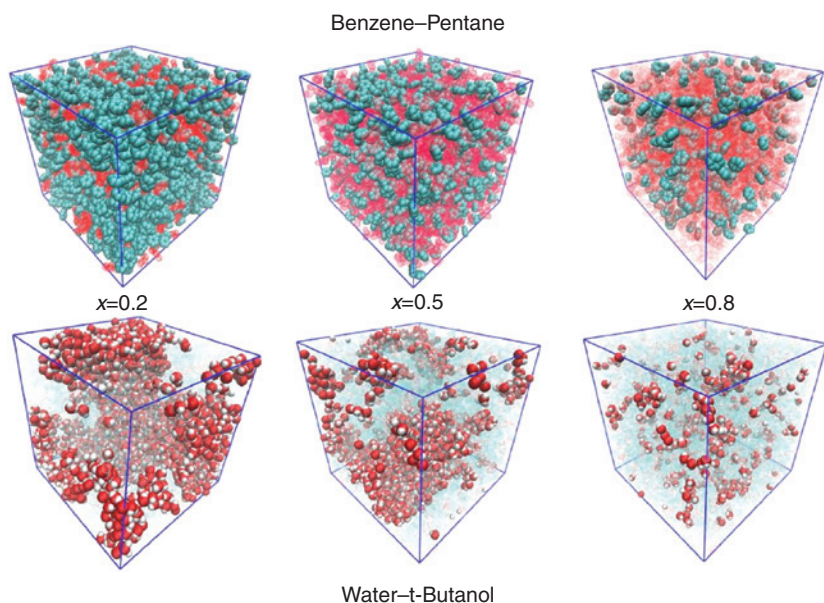 Benzene–Pentane
x=0.2
x=0.5
x=0.8
Water–t-Butanol